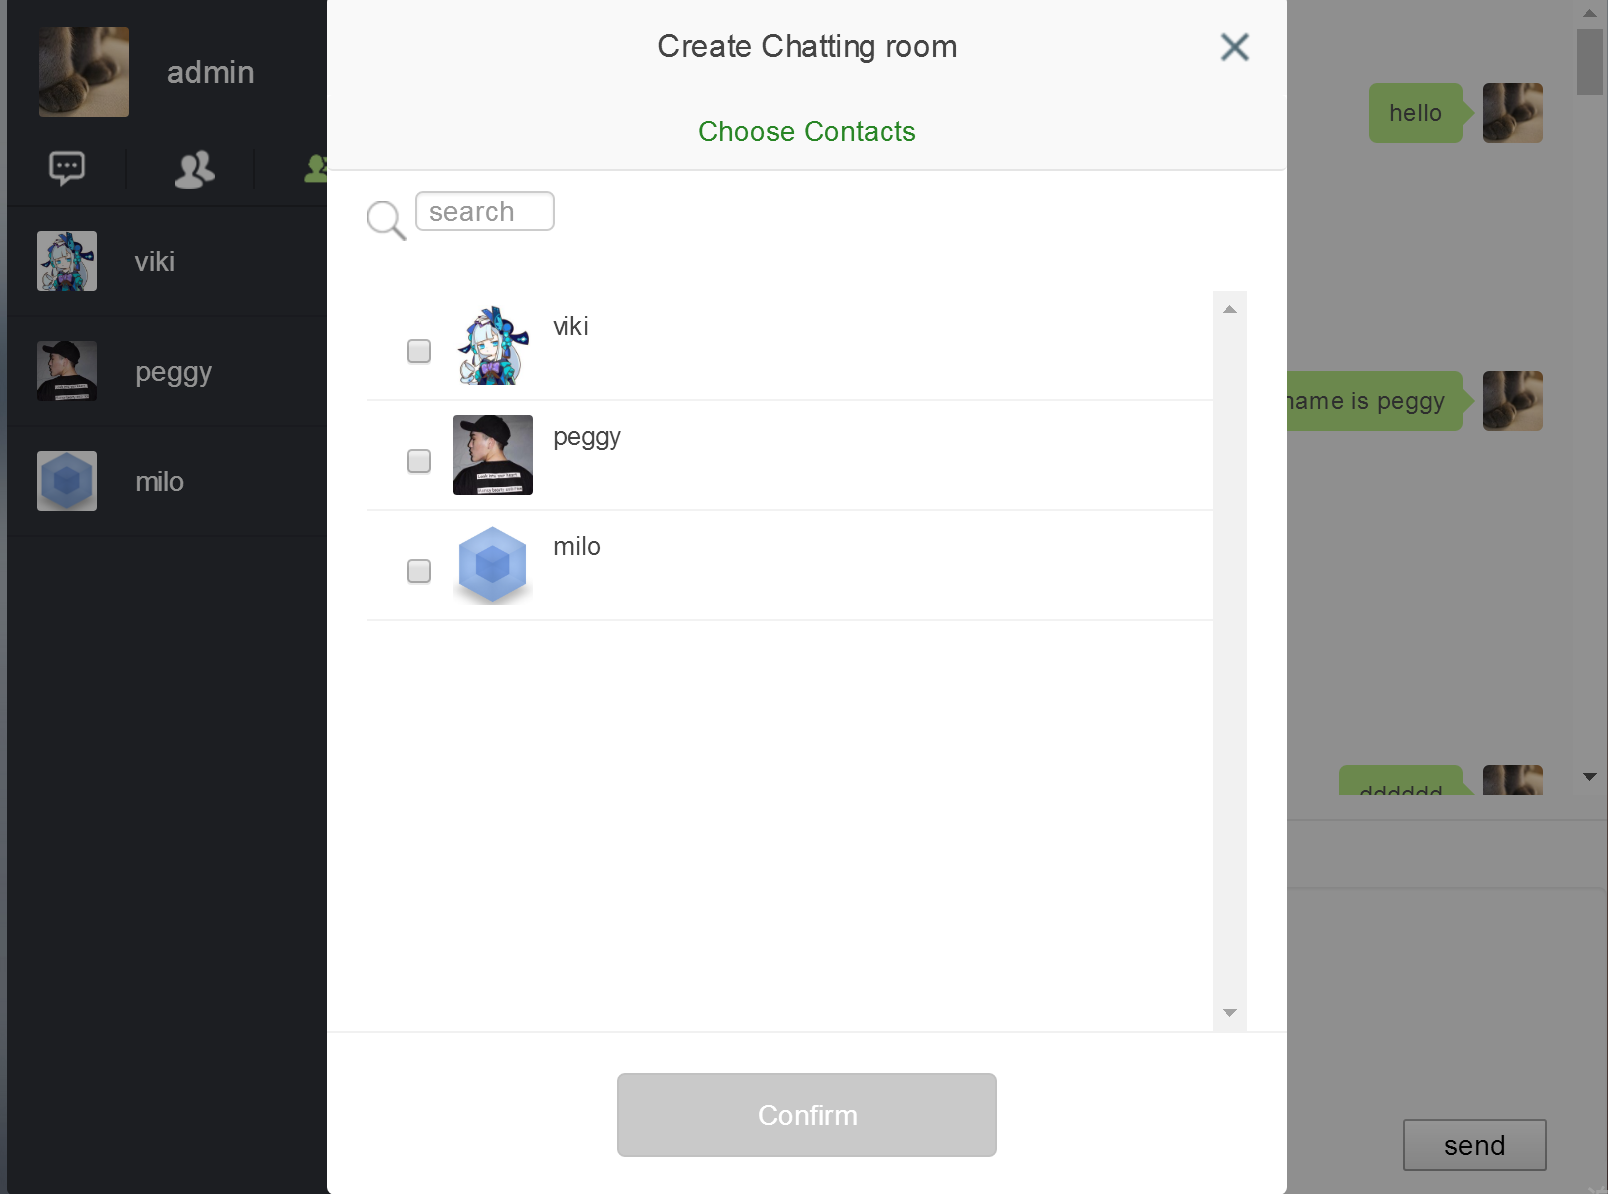 admin
viki
peggy
milo
Create Chatting room
Choose Contacts
search
viki
peggy
milo
Confirm
hello
name is peggy
dddddd
send